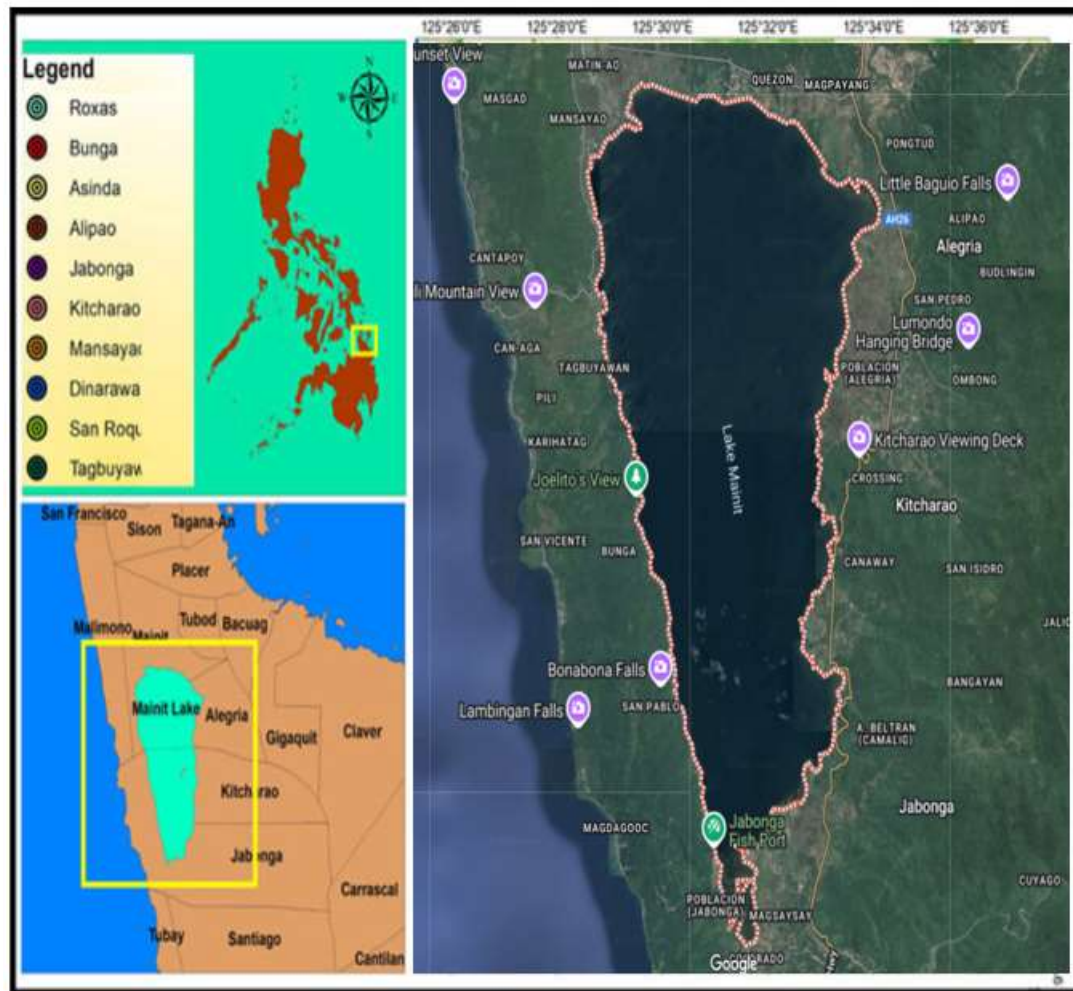 125°26'0"E
125°28'0"E
125°30'0"E
125°32'0"E
125°34'0"E
125°36'0"E
Legend
Roxas
Bunga
Asinda
Alipao
Jabonga
Kitcharao
Mansayac
Dinarawa
San Roqu
Tagbuyaw
N
S
San Francisco
Sison
Tagana-An
Placer
Tubod
Bacuag
Malimono
Mainit
Mainit Lake
Alegria
Gigaquit
Claver
Kitcharao
Jabonga
Carrascal
Tubay
Santiago
Cantilan
unset View
MATIN-AO
QUEZON
MAGPAYANG
MASGAD
MANSAYAO
PONGTUD
Little Baguio Falls
AH26
ALIPAO
Alegria
CANTAPOY
BUDLINGIN
li Mountain View
SAN PEDRO
Lumondo
Hanging Bridge
CAN-AGA
TAGBUYAWAN
POBLACION
(ALEGRIA)
OMBONG
PILI
KARIHATAG
Lake Mainit
Kitcharao Viewing Deck
Joelito's View
CROSSING
Kitcharao
SAN VICENTE
BUNGA
CANAWAY
SAN ISIDRO
JALIC
Bonabona Falls
BANGAYAN
Lambingan Falls
SAN PABLO
A. BELTRAN
(CAMALIG)
Jabonga
MAGDAGOOC
Jabonga
Fish Port
CUYAGO
POBLACION
(JABONGA)
MAGSAYSAY
COLORADO
Google